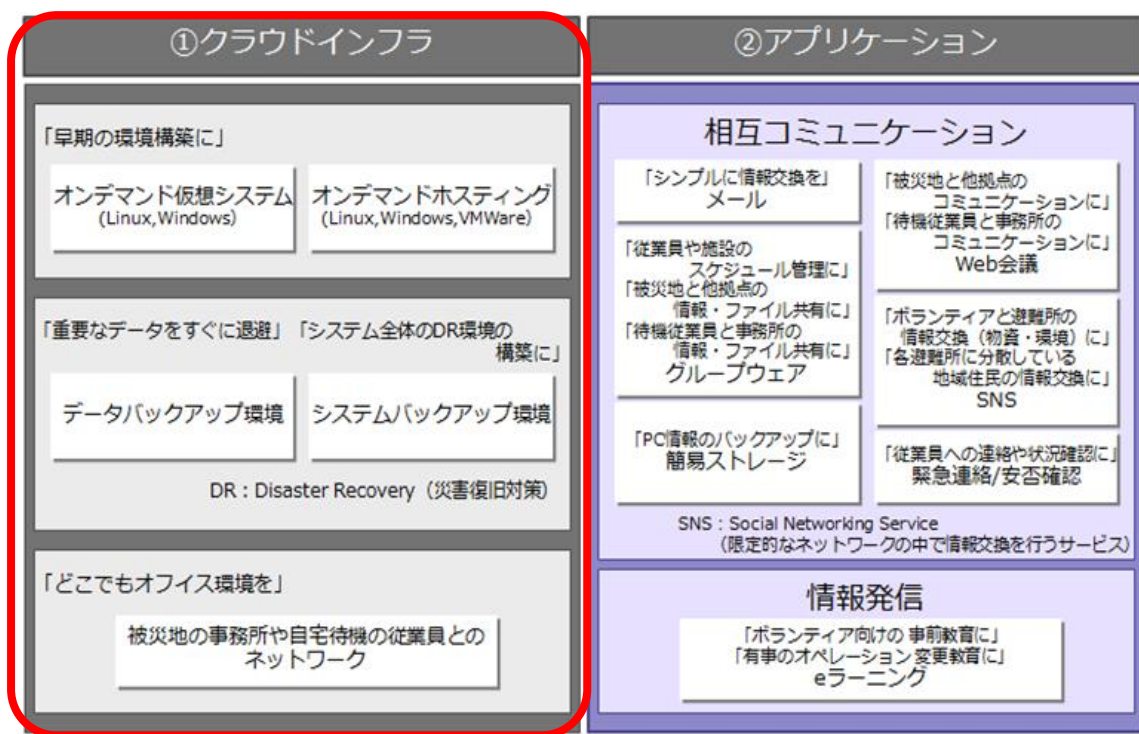 ①クラウドインフラ
「早期の環境構築に」
オンデマンド仮想システム
(Linux,Windows)
オンデマンドホスティング
(Linux,Windows,VMWare)
「重要なデータをすぐに退避」
「システム全体のDR環境の
構築に」
データバックアップ環境
システムバックアップ環境
DR：Disaster Recovery（災害復旧対策）
「どこでもオフィス環境を」
被災地の事務所や自宅待機の従業員との
ネットワーク
②アプリケーション
相互コミュニケーション
「シンプルに情報交換を」
メール
「従業員や施設の
スケジュール管理に」
「被災地と他拠点の
情報・ファイル共有に」
「待機従業員と事務所の
情報・ファイル共有に」
グループウェア
「PC情報のバックアップに」
簡易ストレージ
「被災地と他拠点の
コミュニケーションに」
「待機従業員と事務所の
コミュニケーションに」
Web会議
「ボランティアと避難所の
情報交換（物資・環境）に」
「各避難所に分散している
地域住民の情報交換に」
SNS
「従業員への連絡や状況確認に」
緊急連絡/安否確認
SNS：Social Networking Service
（限定的なネットワークの中で情報交換を行うサービス）
情報発信
「ボランティア向けの事前教育に」
「有事のオペレーション変更教育に」
eラーニング